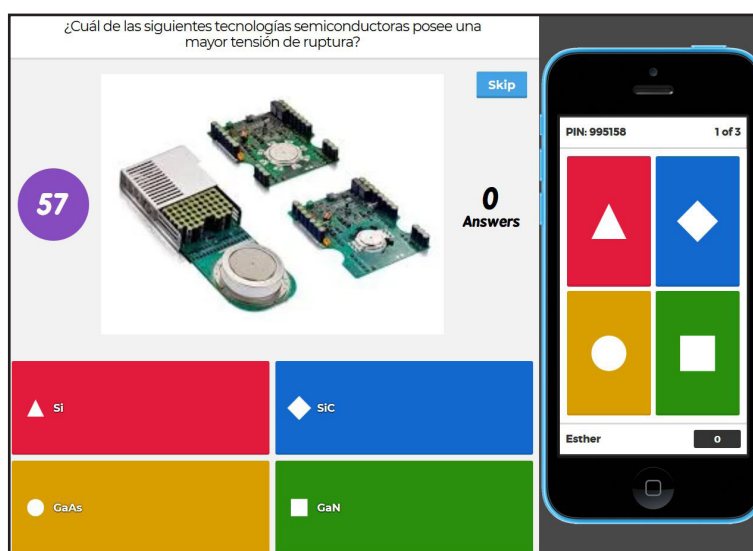 ¿Cuál de las siguientes tecnologías semiconductoras posee una
mayor tensión de ruptura?
Skip
57
0
Answers
Si
SiC
GaAs
GaN
PIN: 995158
1 of 3
Esther
0